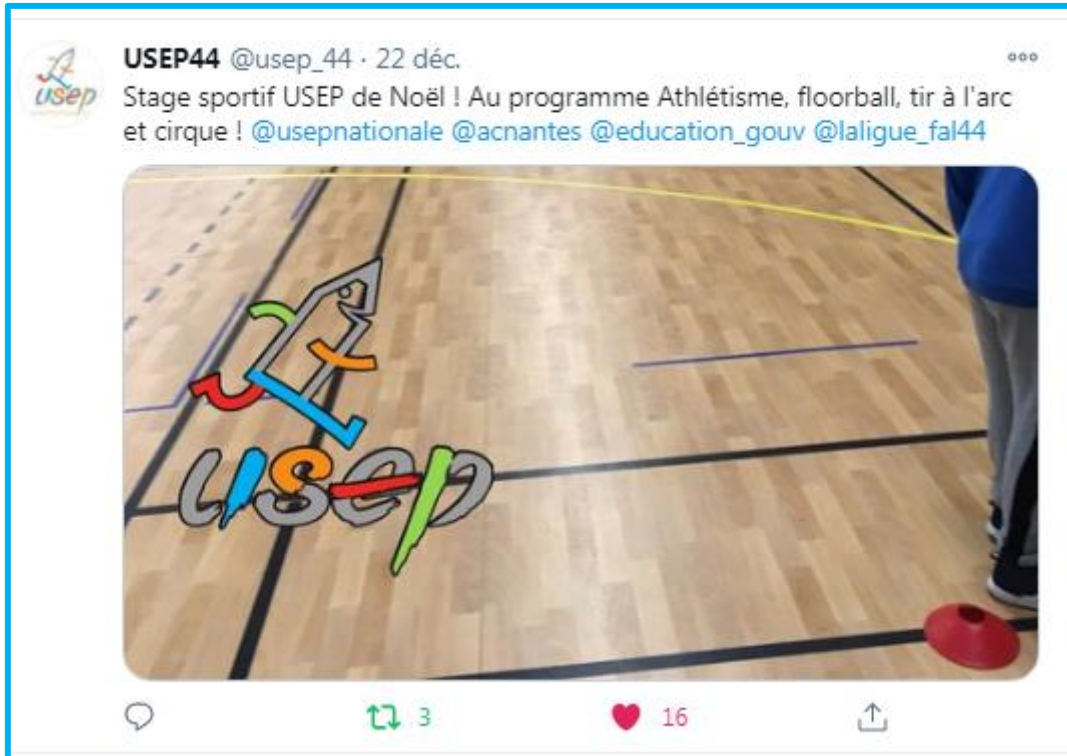 usep
USEP44 @usep_44 · 22 déc.
Stage sportif USEP de Noël ! Au programme Athlétisme, floorball, tir à l'arc
et cirque ! @usepnationale @acnantes @education_gouv @laligue_fal44
usep
3
16